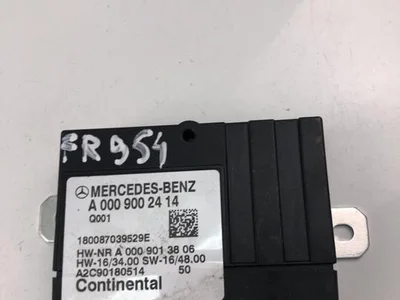 FR954
MERCEDES-BENZ
A 000 900 24 14
Q001
180087039529E
HW-NR A 000 901 38 06
HW-16/34.00 SW-16/48.00
A2C90180514 50
Continental